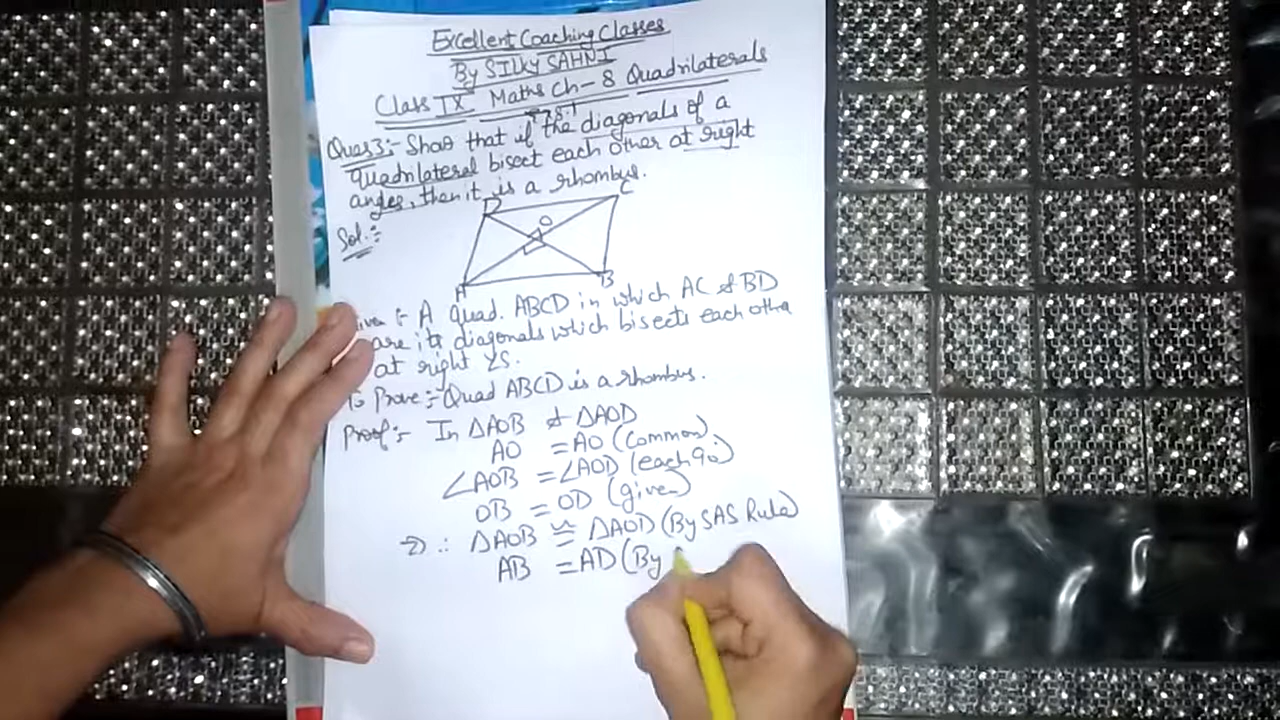 Excellent Coaching Classes
By SILKY SAHNI
Class IX Maths Ch-8 Quadrilaterals
Ques3:- Show that if the diagonals of a
quadrilateral bisect each other at right
angles, then it is a rhombus.
Sol.:-
D C
O
A B
Given :- A quad. ABCD in which AC & BD
are its diagonals which bisects each othe
at right ∠s.
To Prove :- Quad ABCD is a rhombus.
Proof :- In ΔAOB & ΔAOD
AO = AO (Common)
∠AOB = ∠AOD (each 90)
OB = OD (given)
⇒ ∴ ΔAOB ≅ ΔAOD (By SAS Rule)
AB = AD (By